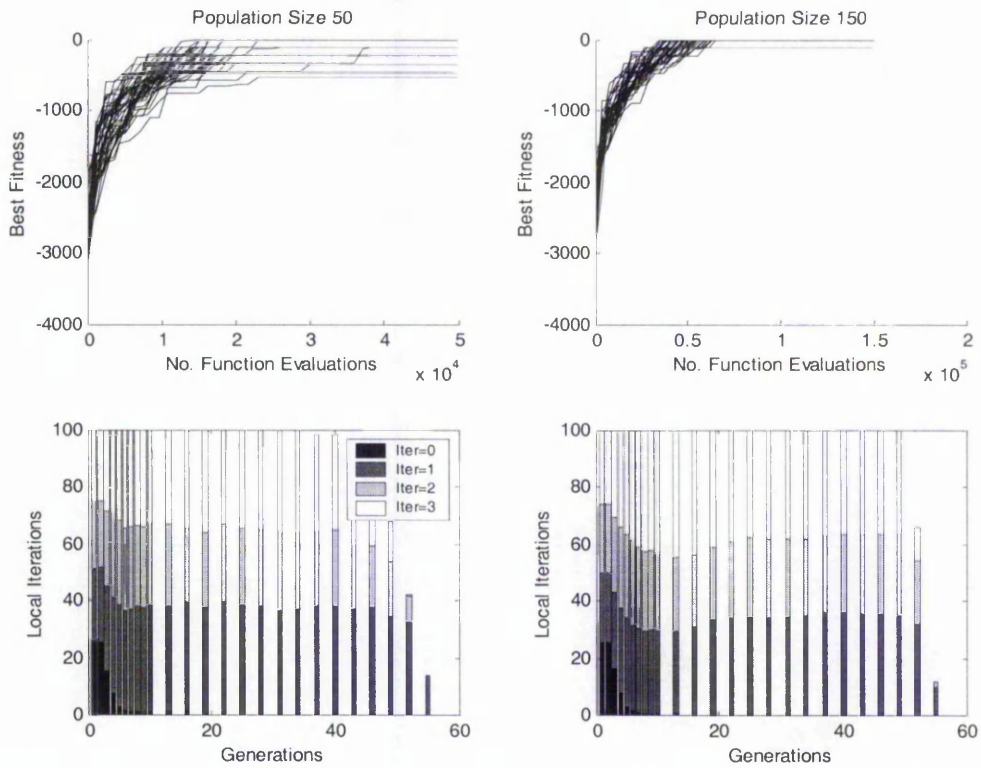 Population Size 50
0
-1000
-2000
-3000
-4000
Best Fitness
0 1 2 3 4 5
No. Function Evaluations
x 10^4
Population Size 150
0
-1000
-2000
-3000
-4000
Best Fitness
0 0.5 1 1.5 2
No. Function Evaluations
x 10^5
100
80
60
40
20
0
Local Iterations
Iter=0
Iter=1
Iter=2
Iter=3
0 20 40 60
Generations
100
80
60
40
20
0
Local Iterations
0 20 40 60
Generations